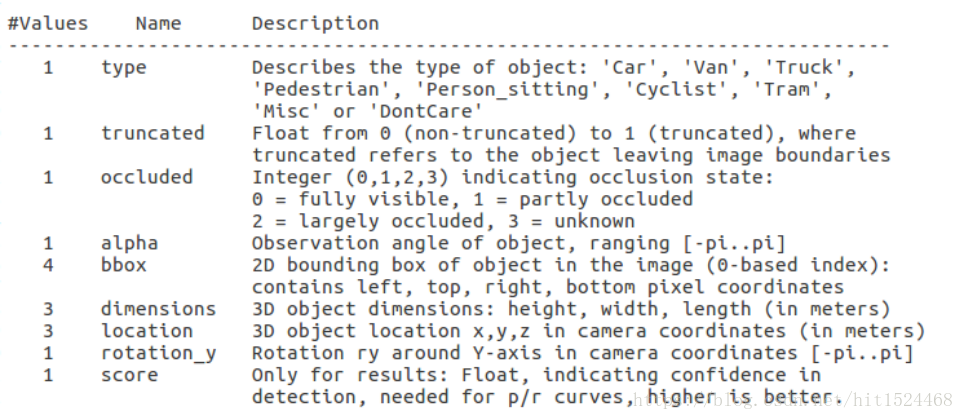 #Values    Name      Description
----------------------------------------------------------------------------
   1    type         Describes the type of object: 'Car', 'Van', 'Truck',
                     'Pedestrian', 'Person_sitting', 'Cyclist', 'Tram',
                     'Misc' or 'DontCare'
   1    truncated    Float from 0 (non-truncated) to 1 (truncated), where
                     truncated refers to the object leaving image boundaries
   1    occluded     Integer (0,1,2,3) indicating occlusion state:
                     0 = fully visible, 1 = partly occluded
                     2 = largely occluded, 3 = unknown
   1    alpha        Observation angle of object, ranging [-pi..pi]
   4    bbox         2D bounding box of object in the image (0-based index):
                     contains left, top, right, bottom pixel coordinates
   3    dimensions   3D object dimensions: height, width, length (in meters)
   3    location     3D object location x,y,z in camera coordinates (in meters)
   1    rotation_y   Rotation ry around Y-axis in camera coordinates [-pi..pi]
   1    score        Only for results: Float, indicating confidence in
                     detection, needed for p/r curves, higher is better.
https://blog.csdn.net/hit1524468